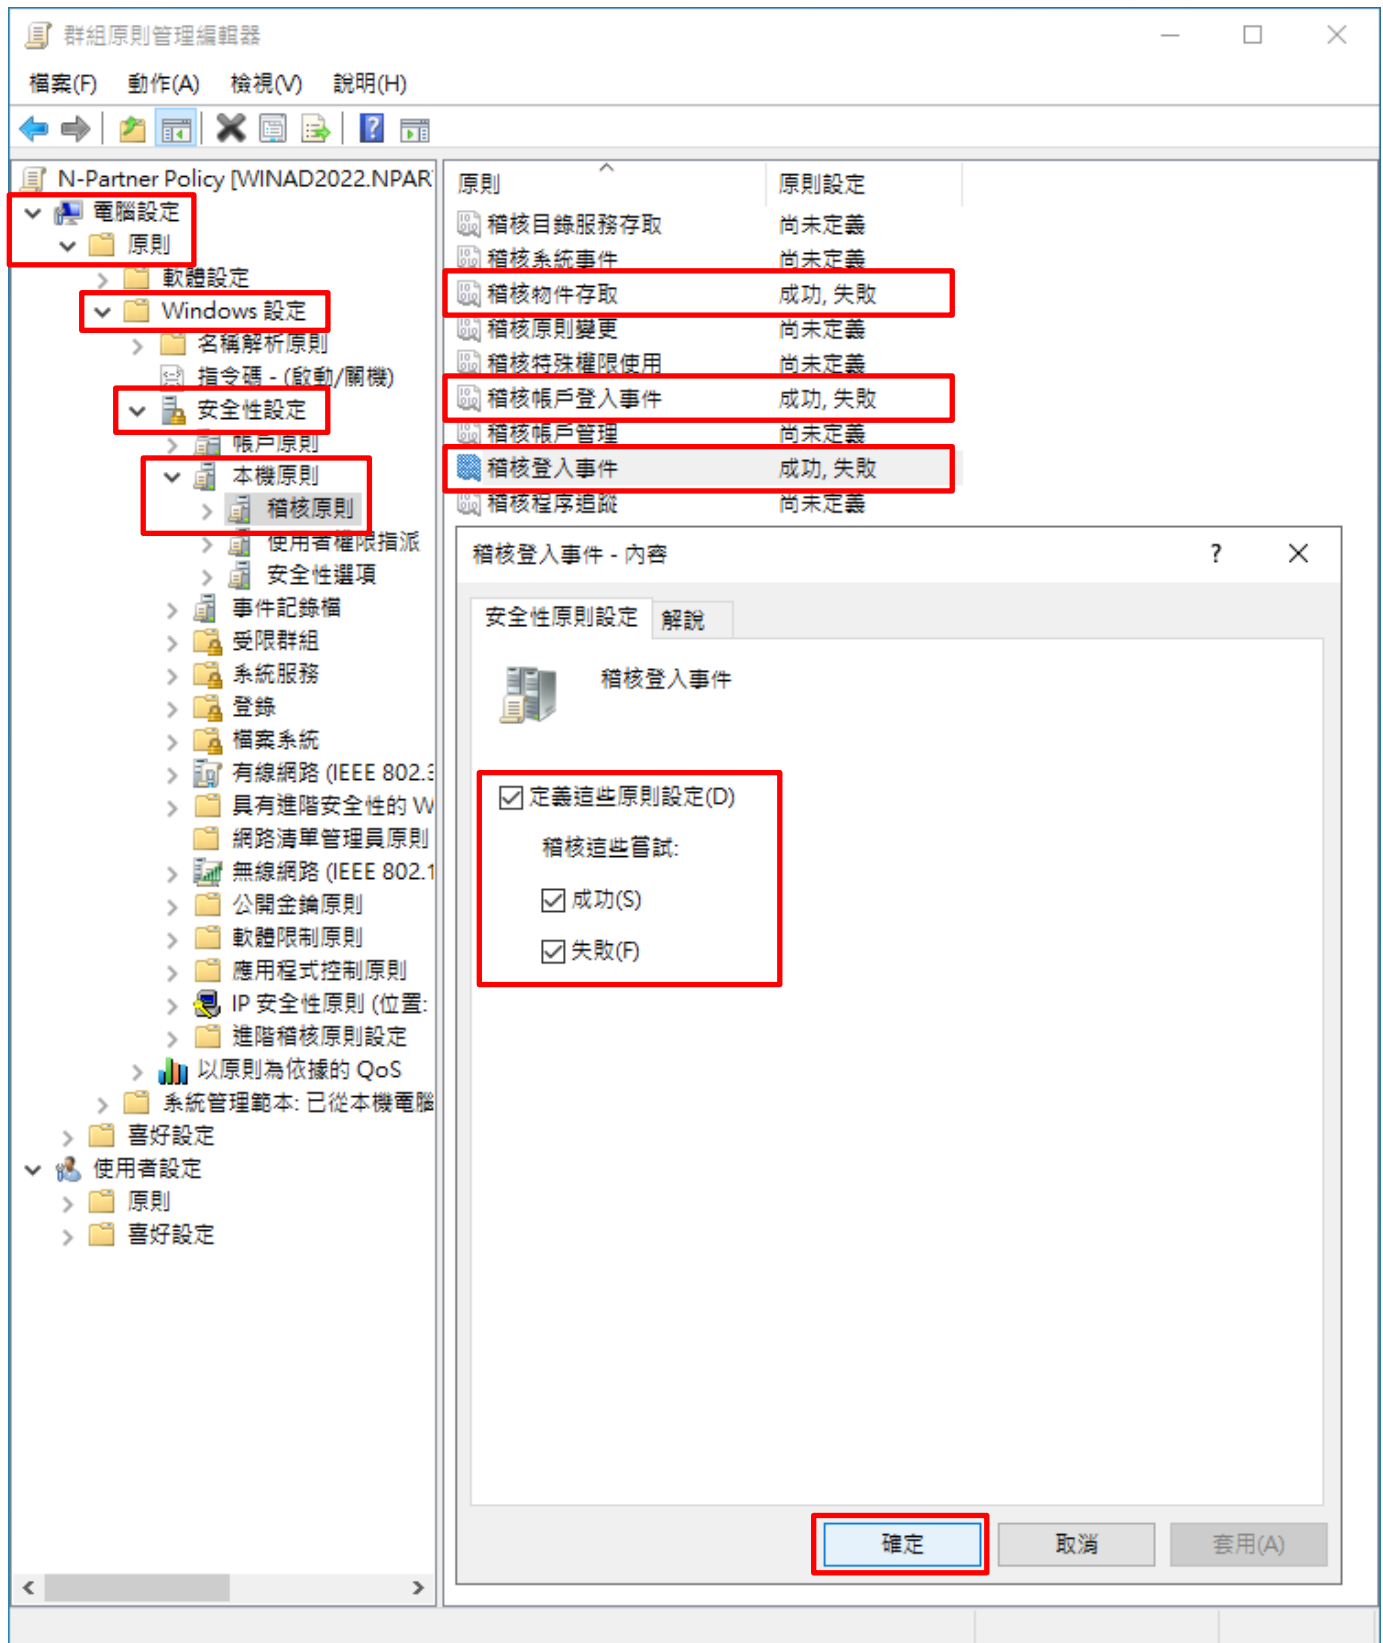 群組原則管理編輯器
檔案(F) 動作(A) 檢視(V) 說明(H)
N-Partner Policy [WINAD2022.NPAR
電腦設定
原則
軟體設定
Windows 設定
名稱解析原則
指令碼 - (啟動/關機)
安全性設定
帳戶原則
本機原則
稽核原則
使用者權限指派
安全性選項
事件記錄檔
受限群組
系統服務
登錄
檔案系統
有線網路 (IEEE 802.3
具有進階安全性的 W
網路清單管理員原則
無線網路 (IEEE 802.1
公開金鑰原則
軟體限制原則
應用程式控制原則
IP 安全性原則 (位置:
進階稽核原則設定
以原則為依據的 QoS
系統管理範本: 已從本機電腦
喜好設定
使用者設定
原則
喜好設定
原則 原則設定
稽核目錄服務存取 尚未定義
稽核系統事件 尚未定義
稽核物件存取 成功, 失敗
稽核原則變更 尚未定義
稽核特殊權限使用 尚未定義
稽核帳戶登入事件 成功, 失敗
稽核帳戶管理 尚未定義
稽核登入事件 成功, 失敗
稽核程序追蹤 尚未定義
稽核登入事件 - 內容
安全性原則設定 解說
稽核登入事件
定義這些原則設定(D)
稽核這些嘗試:
成功(S)
失敗(F)
確定 取消 套用(A)